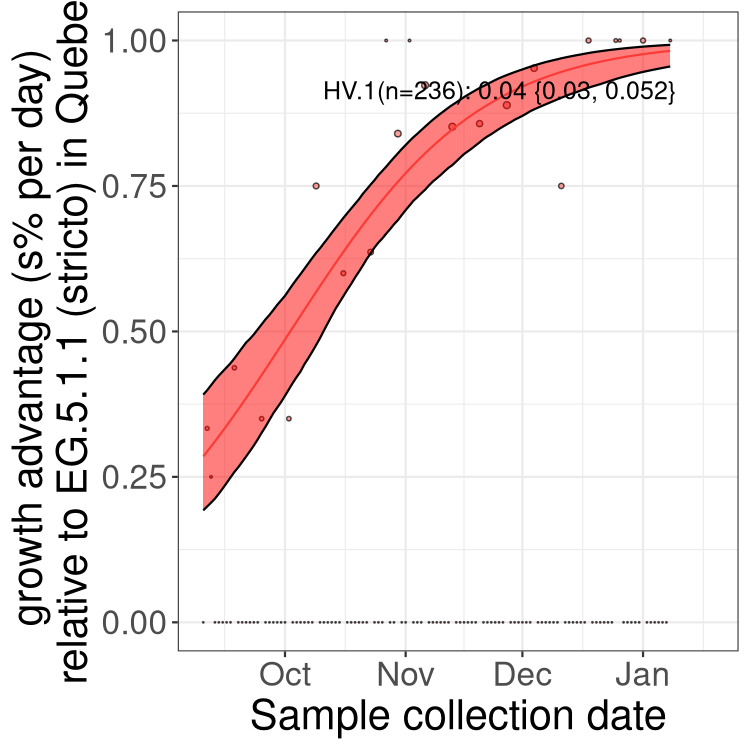 growth advantage (s% per day)
relative to EG.5.1.1 (stricto) in Quebe
1.00
0.75
0.50
0.25
0.00
HV.1(n=236): 0.04 {0.03, 0.052}
Oct Nov Dec Jan
Sample collection date